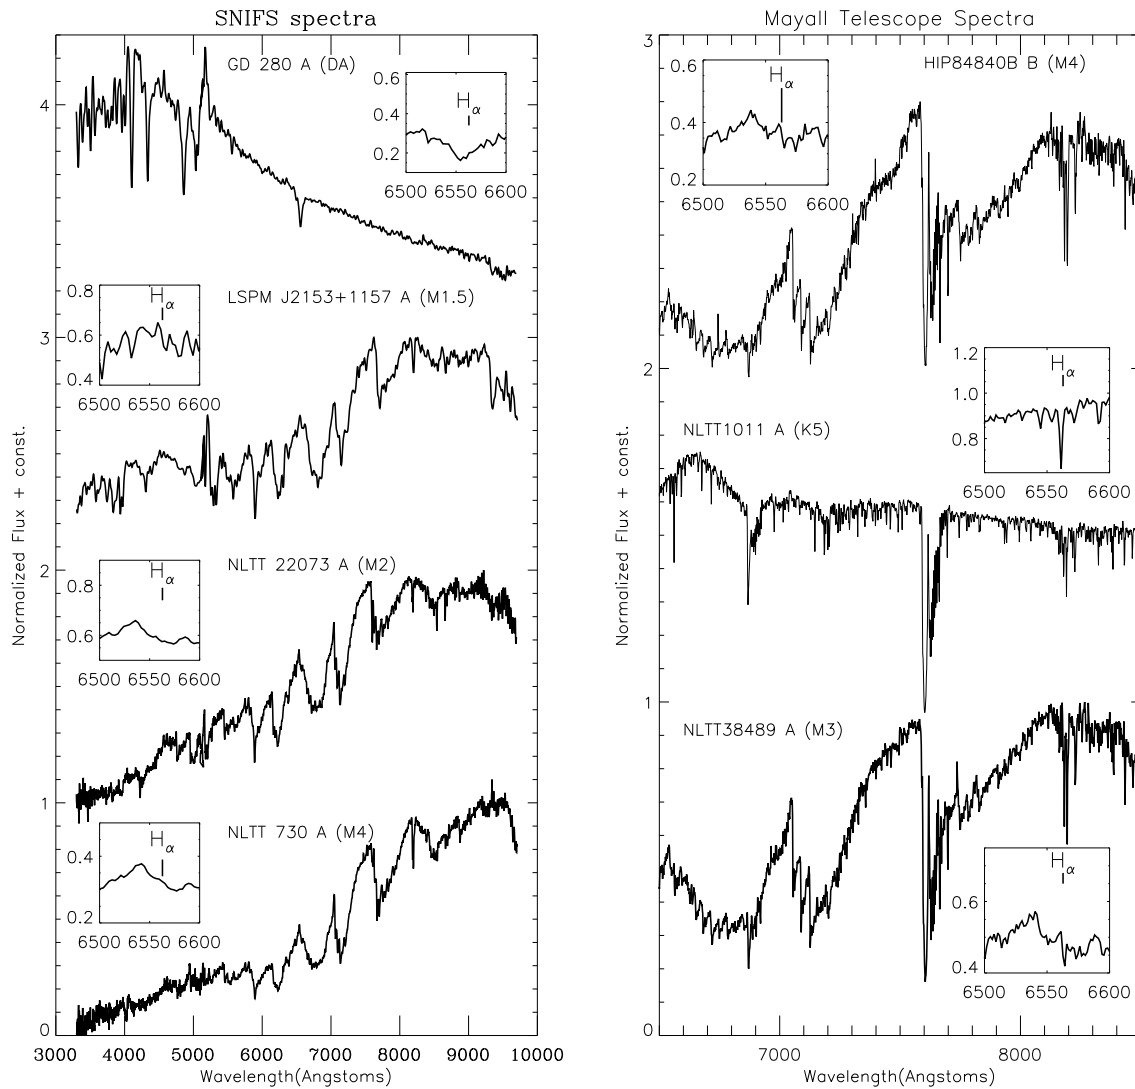 SNIFS spectra
GD 280 A (DA)
Hα
0.6
0.4
0.2
6500 6550 6600
LSPM J2153+1157 A (M1.5)
Hα
0.8
0.6
0.4
6500 6550 6600
NLTT 22073 A (M2)
Hα
0.8
0.6
6500 6550 6600
NLTT 730 A (M4)
Hα
0.4
0.2
6500 6550 6600
4
3
2
1
0
Normalized Flux + const.
3000 4000 5000 6000 7000 8000 9000 10000
Wavelength(Angstoms)
Mayall Telescope Spectra
HIP84840B B (M4)
Hα
0.6
0.4
0.2
6500 6550 6600
NLTT1011 A (K5)
Hα
1.2
1.0
0.8
6500 6550 6600
NLTT38489 A (M3)
Hα
0.6
0.4
6500 6550 6600
3
2
1
0
Normalized Flux + const.
7000 8000
Wavelength(Angstoms)